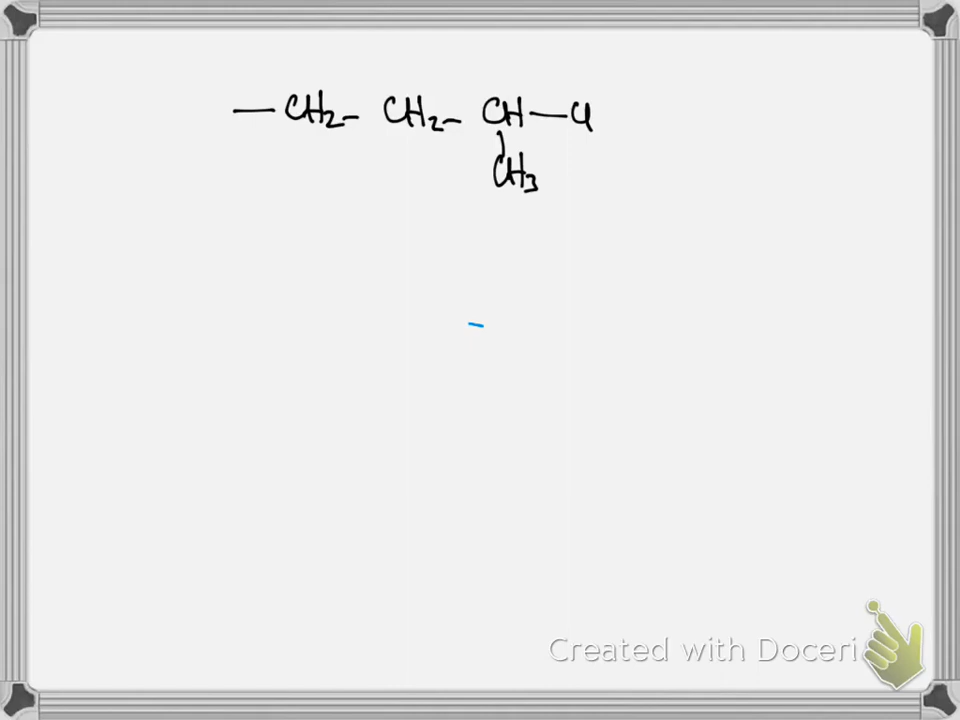 — CH2 - CH2 - CH — Cl
CH3
Created with Doceri